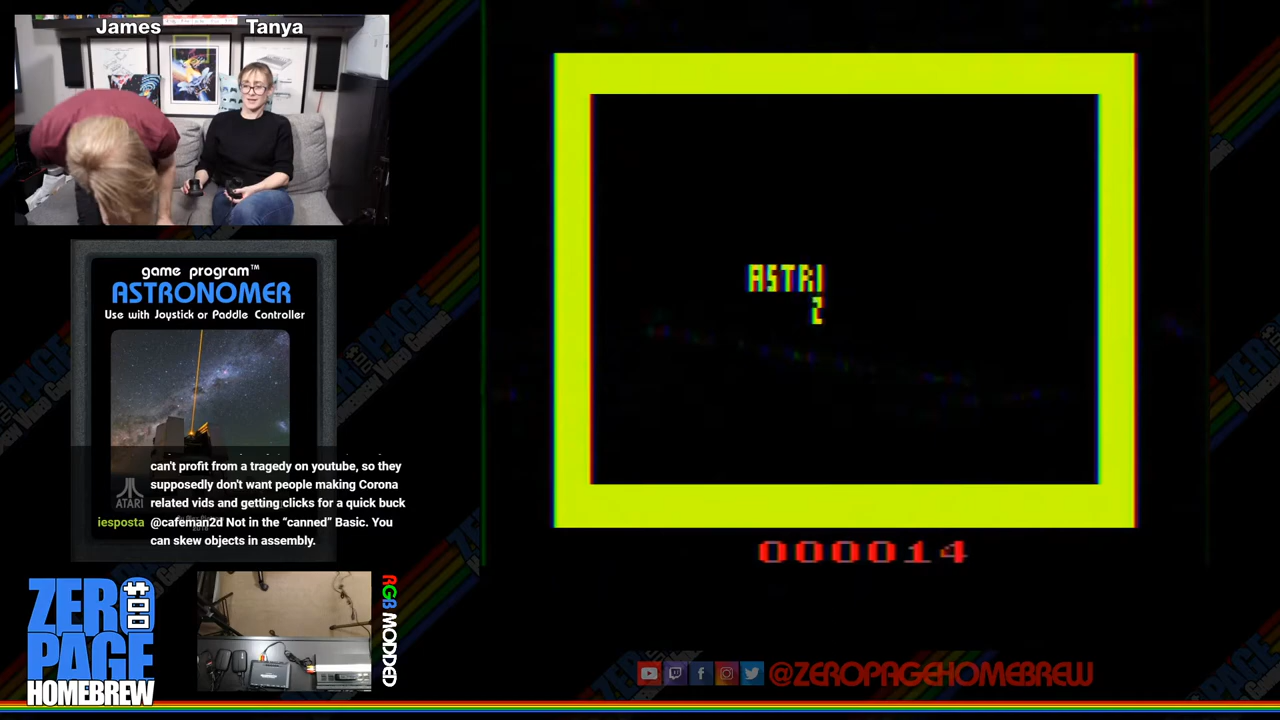 James
Tanya
game program™
ASTRONOMER
Use with Joystick or Paddle Controller
ATARI
can't profit from a tragedy on youtube, so they
supposedly don't want people making Corona
related vids and getting clicks for a quick buck
iesposta @cafeman2d Not in the “canned” Basic. You
can skew objects in assembly.
ZERO
PAGE
$00
HOMEBREW
RGB MODDED
ASTRI
2
000014
@ZEROPAGEHOMEBREW